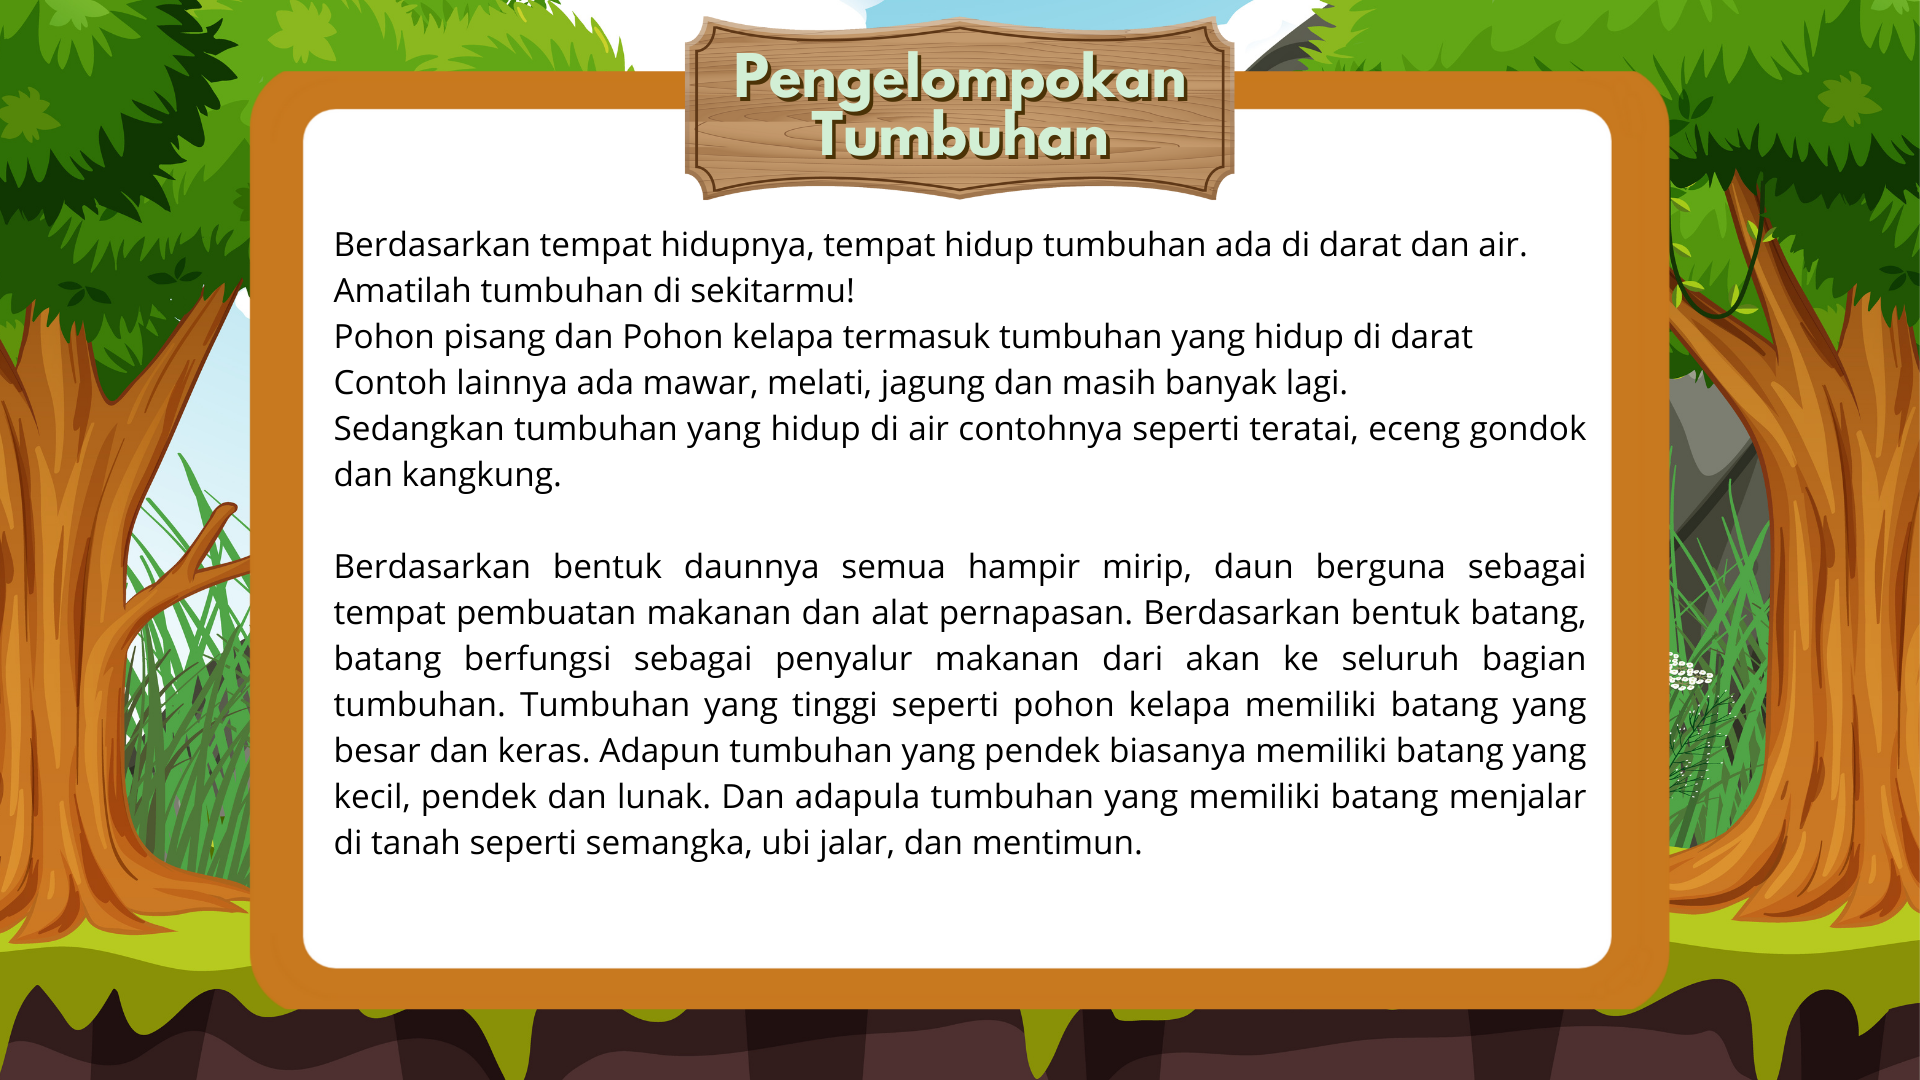 Pengelompokan
Tumbuhan
Berdasarkan tempat hidupnya, tempat hidup tumbuhan ada di darat dan air.
Amatilah tumbuhan di sekitarmu!
Pohon pisang dan Pohon kelapa termasuk tumbuhan yang hidup di darat
Contoh lainnya ada mawar, melati, jagung dan masih banyak lagi.
Sedangkan tumbuhan yang hidup di air contohnya seperti teratai, eceng gondok
dan kangkung.
Berdasarkan bentuk daunnya semua hampir mirip, daun berguna sebagai
tempat pembuatan makanan dan alat pernapasan. Berdasarkan bentuk batang,
batang berfungsi sebagai penyalur makanan dari akan ke seluruh bagian
tumbuhan. Tumbuhan yang tinggi seperti pohon kelapa memiliki batang yang
besar dan keras. Adapun tumbuhan yang pendek biasanya memiliki batang yang
kecil, pendek dan lunak. Dan adapula tumbuhan yang memiliki batang menjalar
di tanah seperti semangka, ubi jalar, dan mentimun.